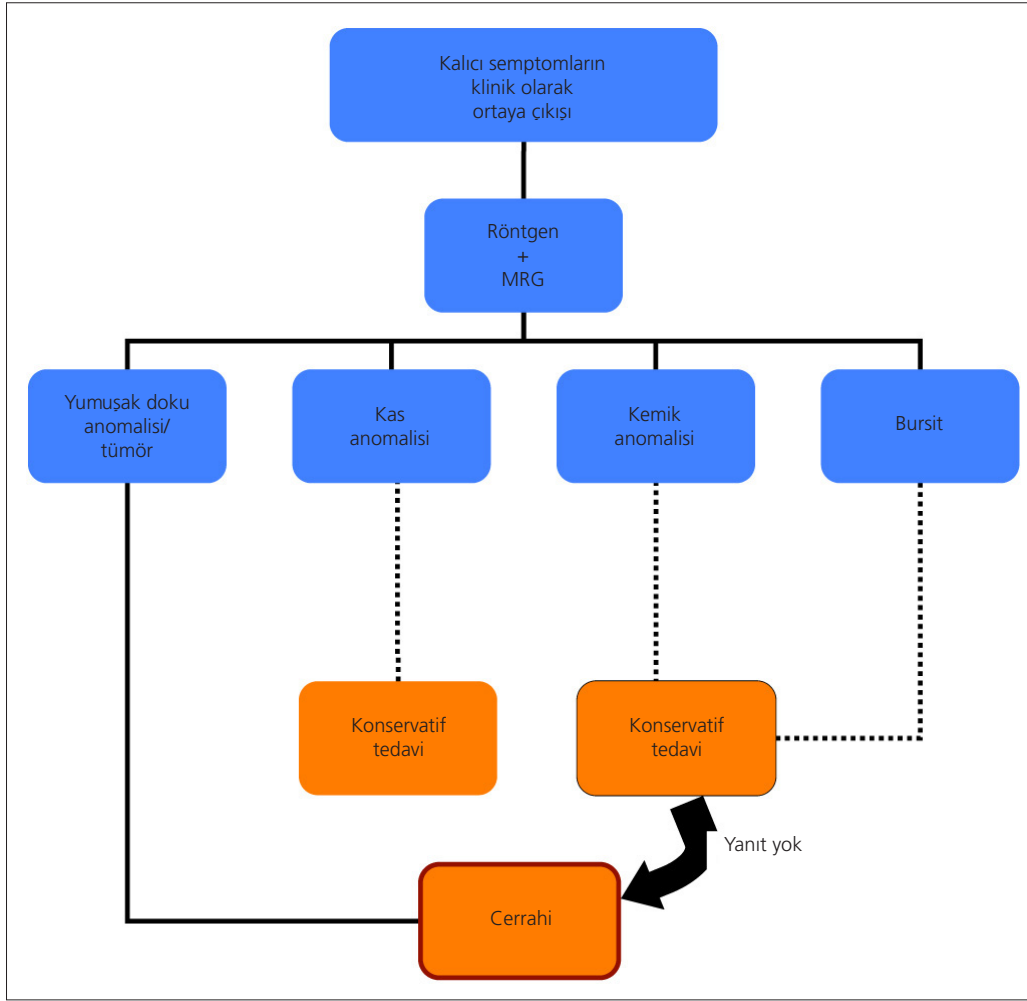 Kalıcı semptomların
klinik olarak
ortaya çıkışı
Röntgen
+
MRG
Yumuşak doku
anomalisi/
tümör
Kas
anomalisi
Kemik
anomalisi
Bursit
Konservatif
tedavi
Konservatif
tedavi
Yanıt yok
Cerrahi